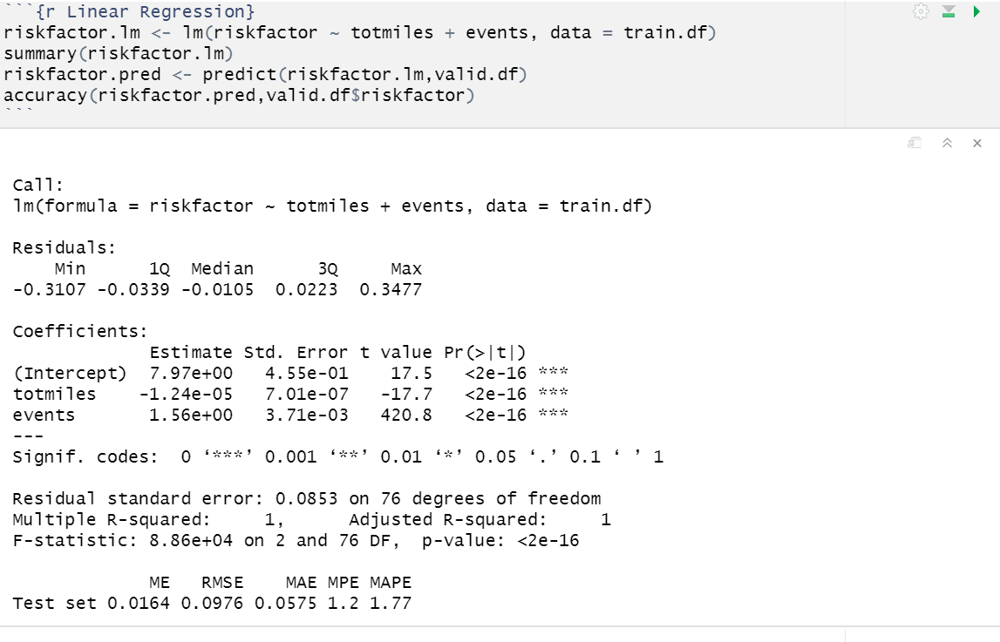 ```{r Linear Regression}
riskfactor.lm <- lm(riskfactor ~ totmiles + events, data = train.df)
summary(riskfactor.lm)
riskfactor.pred <- predict(riskfactor.lm,valid.df)
accuracy(riskfactor.pred,valid.df$riskfactor)
```
Call:
lm(formula = riskfactor ~ totmiles + events, data = train.df)
Residuals:
    Min      1Q  Median      3Q     Max
-0.3107 -0.0339 -0.0105  0.0223  0.3477
Coefficients:
             Estimate Std. Error t value Pr(>|t|)
(Intercept)  7.97e+00   4.55e-01    17.5   <2e-16 ***
totmiles    -1.24e-05   7.01e-07   -17.7   <2e-16 ***
events       1.56e+00   3.71e-03   420.8   <2e-16 ***
---
Signif. codes:  0 ‘***’ 0.001 ‘**’ 0.01 ‘*’ 0.05 ‘.’ 0.1 ‘ ’ 1
Residual standard error: 0.0853 on 76 degrees of freedom
Multiple R-squared:     1,      Adjusted R-squared:     1
F-statistic: 8.86e+04 on 2 and 76 DF,  p-value: <2e-16
             ME   RMSE    MAE MPE MAPE
Test set 0.0164 0.0976 0.0575 1.2 1.77